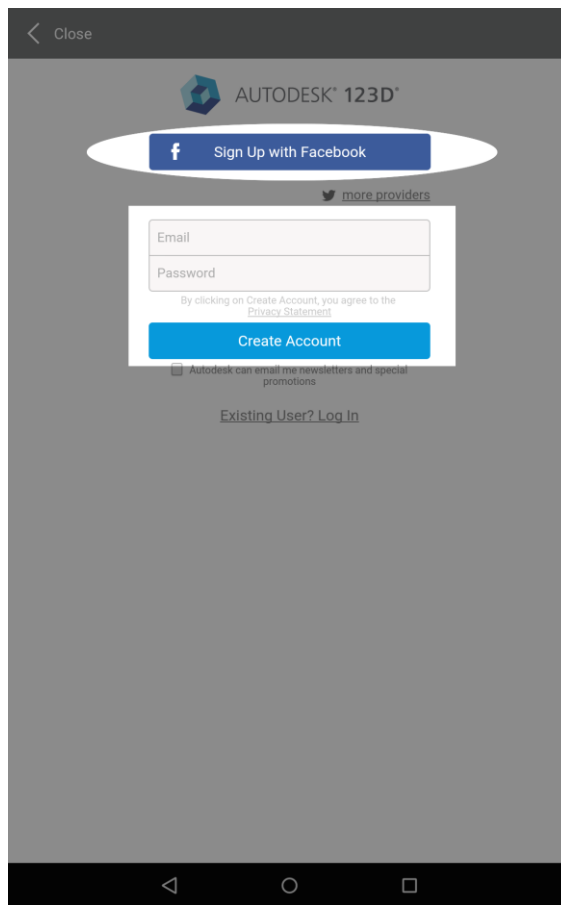 Close
AUTODESK® 123D®
Sign Up with Facebook
more providers
Email
Password
By clicking on Create Account, you agree to the
Privacy Statement
Create Account
Autodesk can email me newsletters and special
promotions
Existing User? Log In